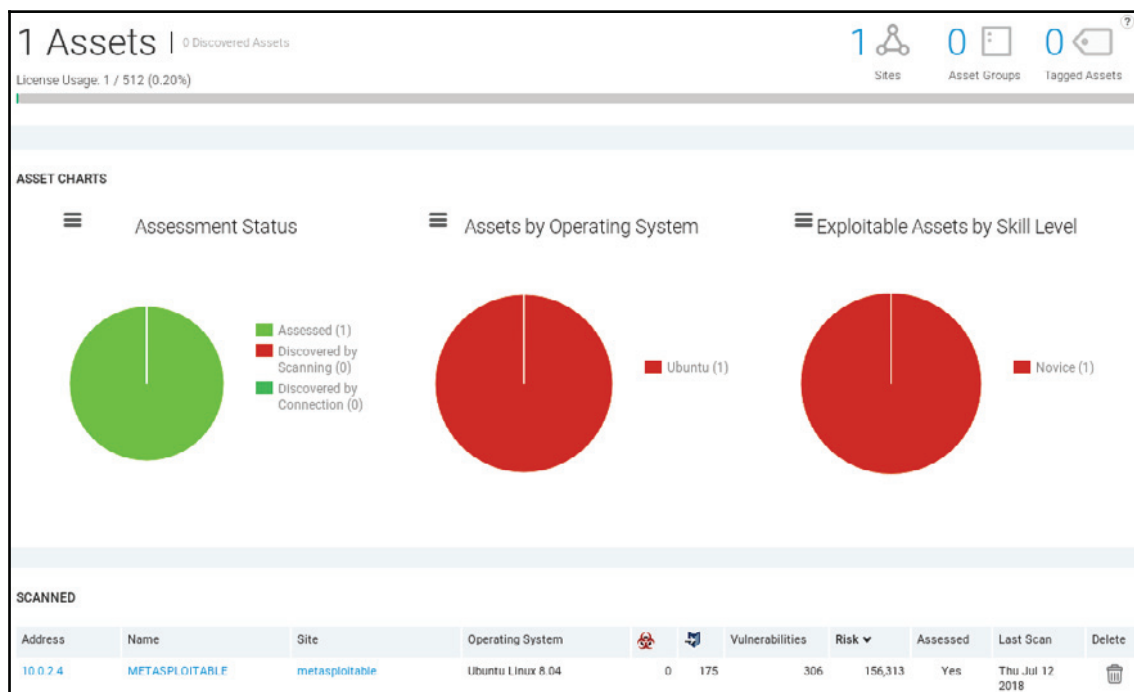 1 Assets | 0 Discovered Assets
1 0 0 ?
Sites Asset Groups Tagged Assets
License Usage: 1 / 512 (0.20%)
ASSET CHARTS
Assessment Status
Assessed (1)
Discovered by
Scanning (0)
Discovered by
Connection (0)
Assets by Operating System
Ubuntu (1)
Exploitable Assets by Skill Level
Novice (1)
SCANNED
Address Name Site Operating System Vulnerabilities Risk Assessed Last Scan Delete
10.0.2.4 METASPLOITABLE metasploitable Ubuntu Linux 8.04 0 175 306 156,313 Yes Thu Jul 12
2018